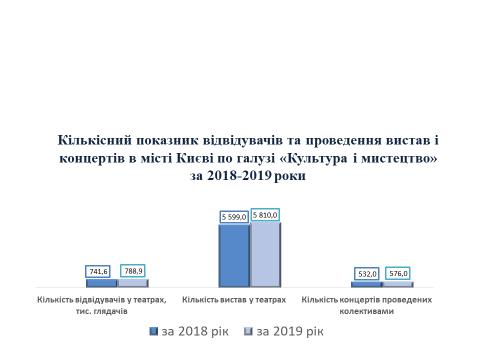 Кількісний показник відвідувачів та проведення вистав і
концертів в місті Києві по галузі «Культура і мистецтво»
за 2018-2019 роки
741,6
788,9
5 599,0
5 810,0
532,0
576,0
Кількість відвідувачів у театрах,
тис. глядачів
Кількість вистав у театрах
Кількість концертів проведених
колективами
за 2018 рік
за 2019 рік